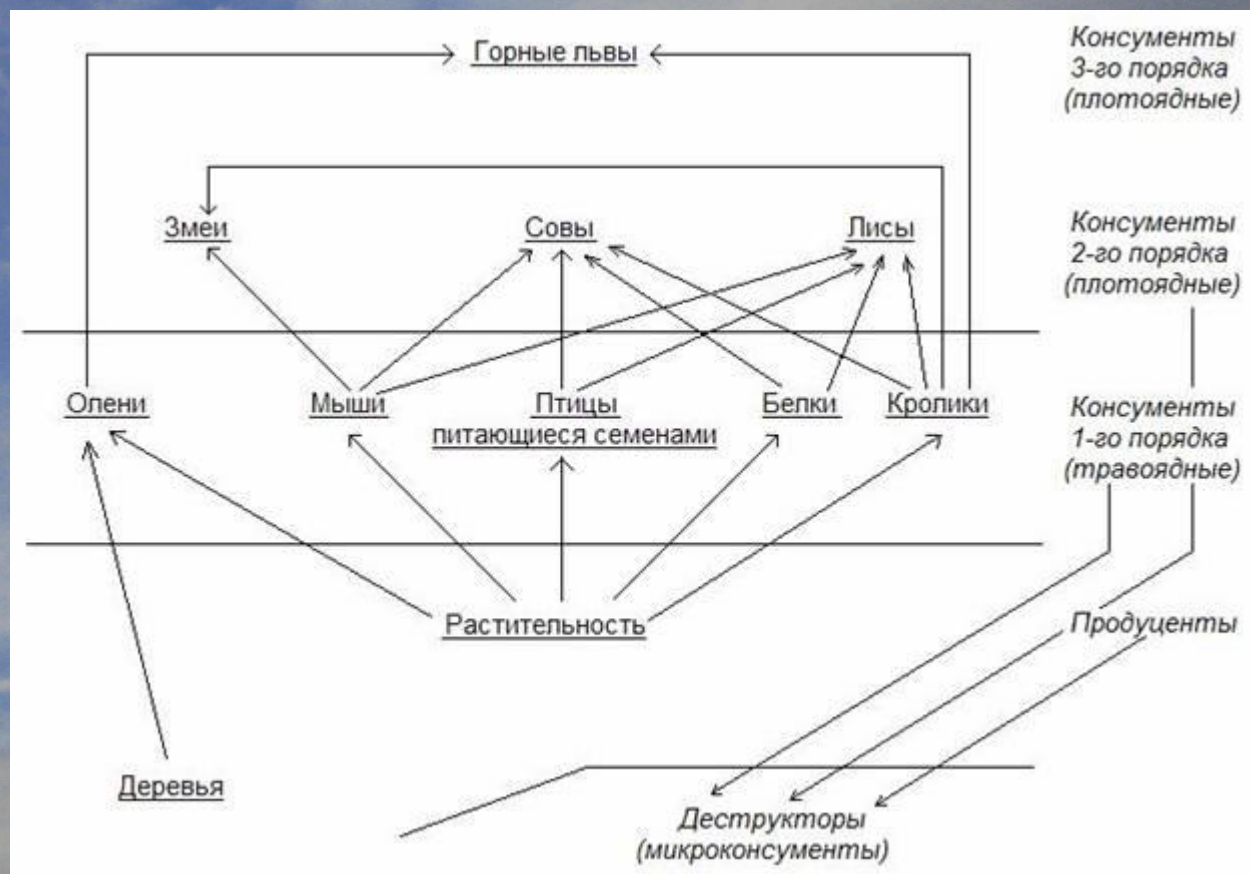 Горные львы
Консументы
3-го порядка
(плотоядные)
Змеи
Совы
Лисы
Консументы
2-го порядка
(плотоядные)
Олени
Мыши
Птицы
питающиеся семенами
Белки
Кролики
Консументы
1-го порядка
(травоядные)
Растительность
Продуценты
Деревья
Деструкторы
(микроконсументы)